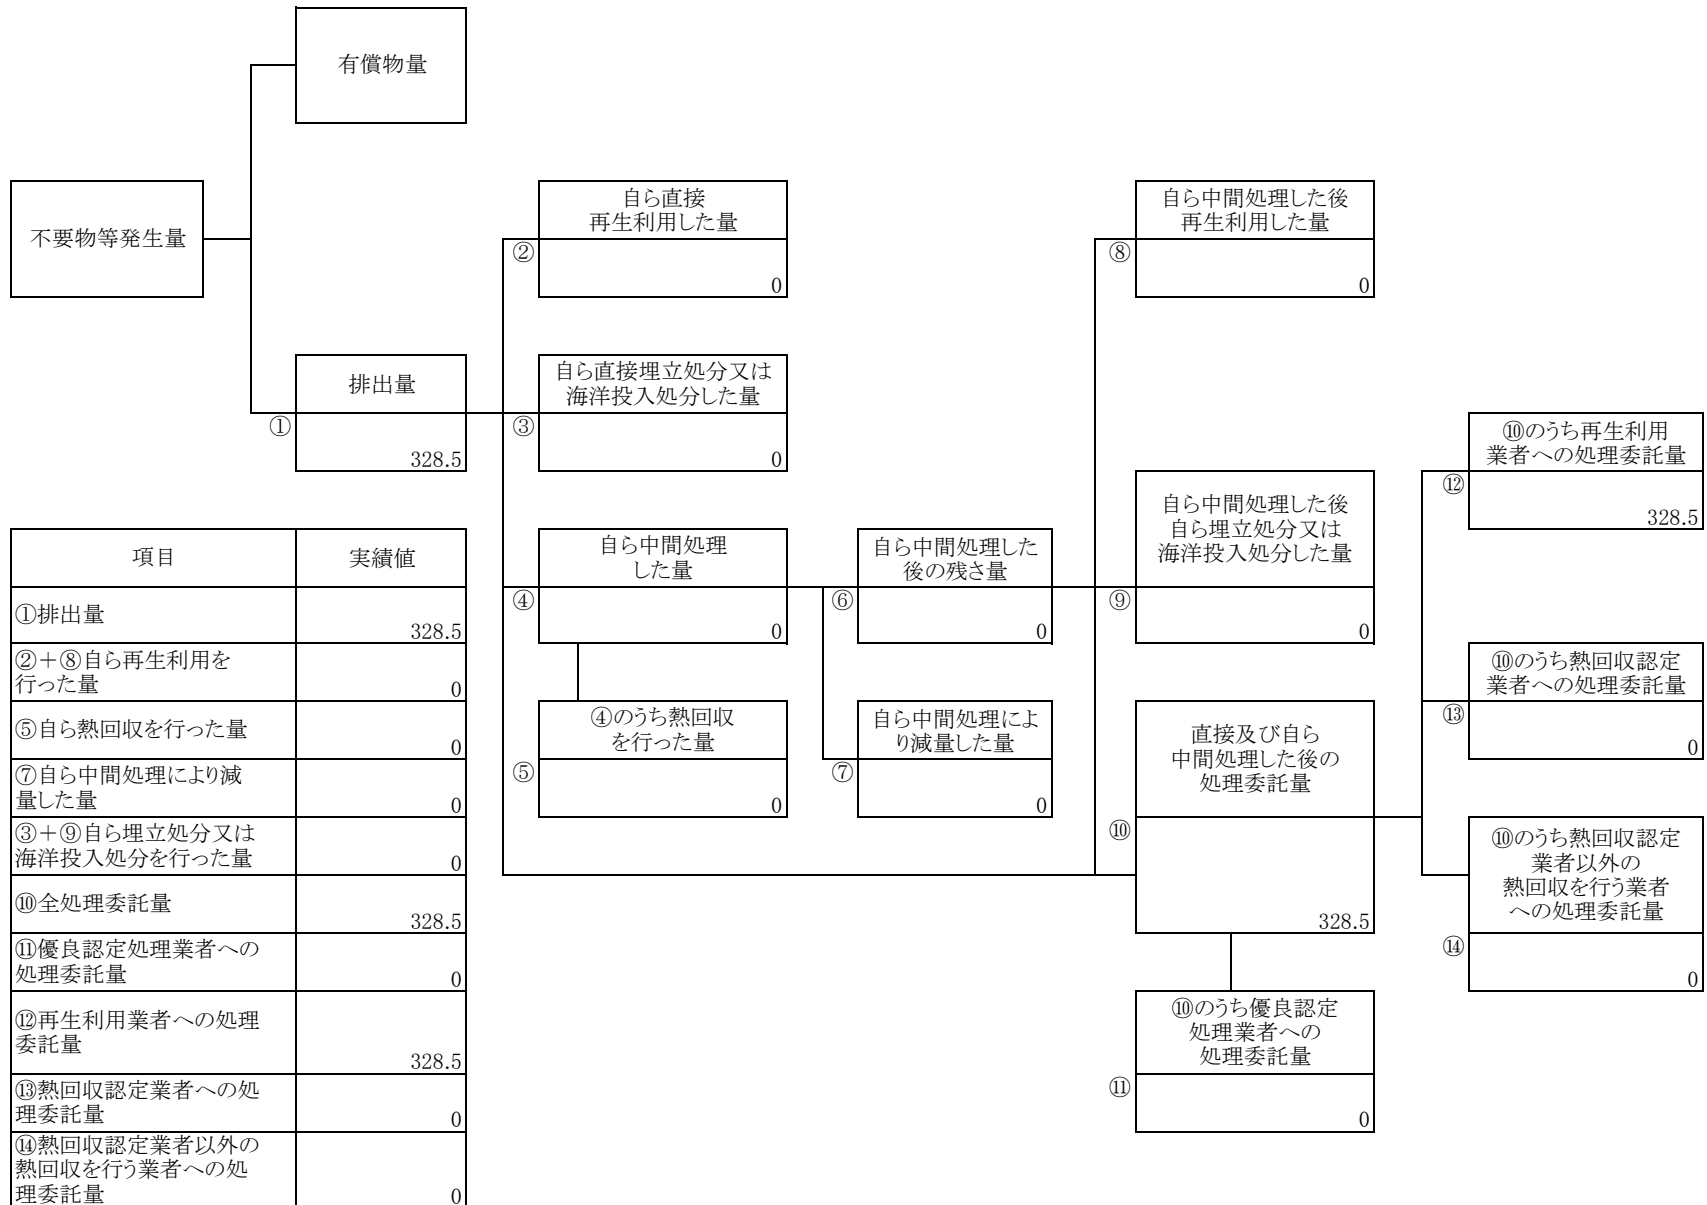 有償物量
不要物等発生量
自ら直接
再生利用した量
②
0
自ら中間処理した後
再生利用した量
⑧
0
排出量
①
328.5
自ら直接埋立処分又は
海洋投入処分した量
③
0
⑩のうち再生利用
業者への処理委託量
⑫
328.5
自ら中間処理
した量
④
0
自ら中間処理した
後の残さ量
⑥
0
自ら中間処理した後
自ら埋立処分又は
海洋投入処分した量
⑨
0
⑩のうち熱回収認定
業者への処理委託量
⑬
0
④のうち熱回収
を行った量
⑤
0
自ら中間処理によ
り減量した量
⑦
0
直接及び自ら
中間処理した後の
処理委託量
⑩
328.5
⑩のうち熱回収認定
業者以外の
熱回収を行う業者
への処理委託量
⑭
0
⑩のうち優良認定
処理業者への
処理委託量
⑪
0
項目 実績値
①排出量
328.5
②+⑧自ら再生利用を
行った量
0
⑤自ら熱回収を行った量
0
⑦自ら中間処理により減
量した量
0
③+⑨自ら埋立処分又は
海洋投入処分を行った量
0
⑩全処理委託量
328.5
⑪優良認定処理業者への
処理委託量
0
⑫再生利用業者への処理
委託量
328.5
⑬熱回収認定業者への処
理委託量
0
⑭熱回収認定業者以外の
熱回収を行う業者への処
理委託量
0